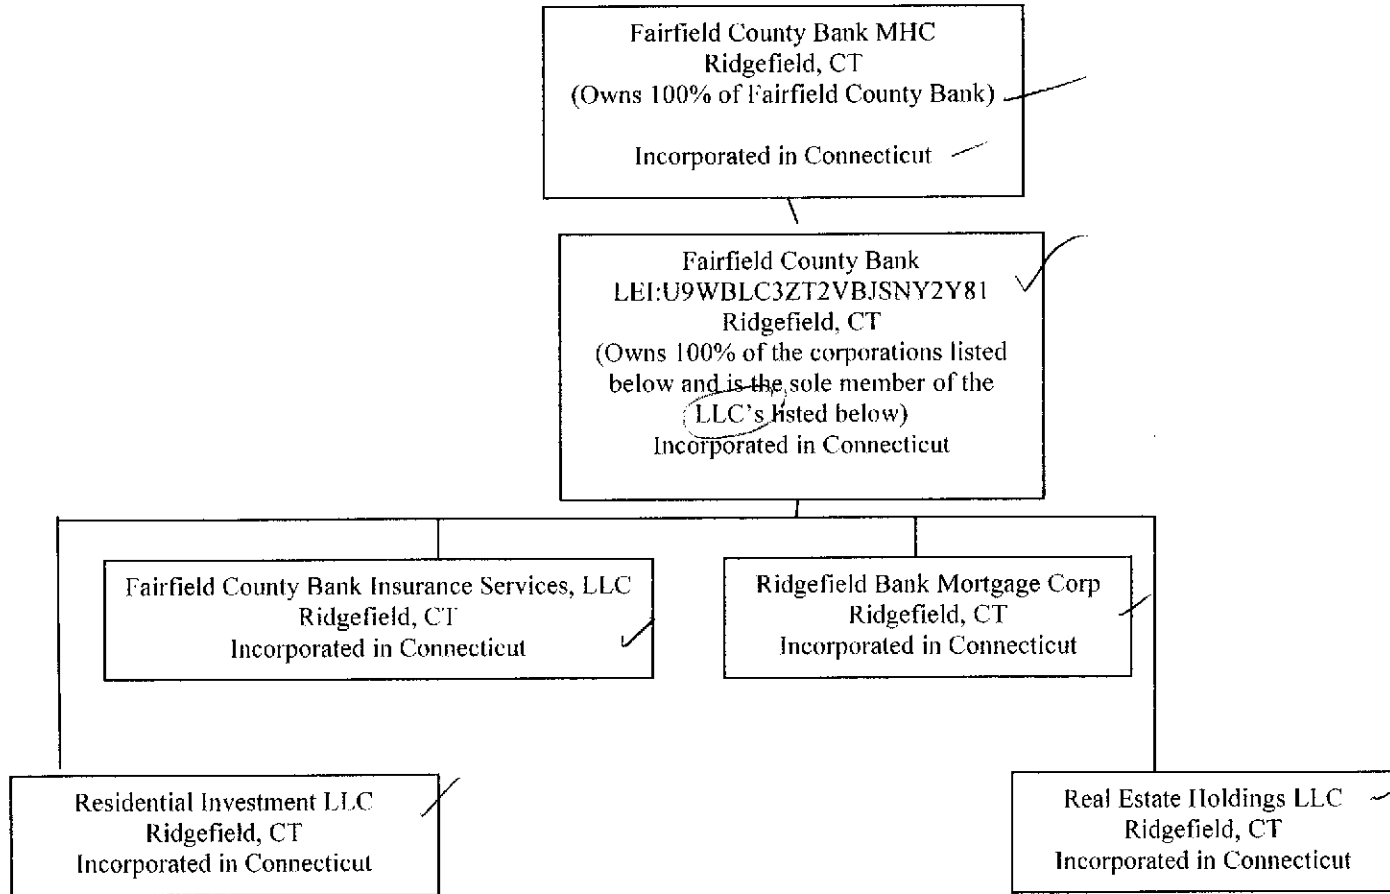 Fairfield County Bank MHC
Ridgefield, CT
(Owns 100% of Fairfield County Bank)
Incorporated in Connecticut
Fairfield County Bank
LEI:U9WBLC3ZT2VBJSNY2Y81
Ridgefield, CT
(Owns 100% of the corporations listed
below and is the sole member of the
LLC's listed below)
Incorporated in Connecticut
Fairfield County Bank Insurance Services, LLC
Ridgefield, CT
Incorporated in Connecticut
Ridgefield Bank Mortgage Corp
Ridgefield, CT
Incorporated in Connecticut
Residential Investment LLC
Ridgefield, CT
Incorporated in Connecticut
Real Estate Holdings LLC
Ridgefield, CT
Incorporated in Connecticut